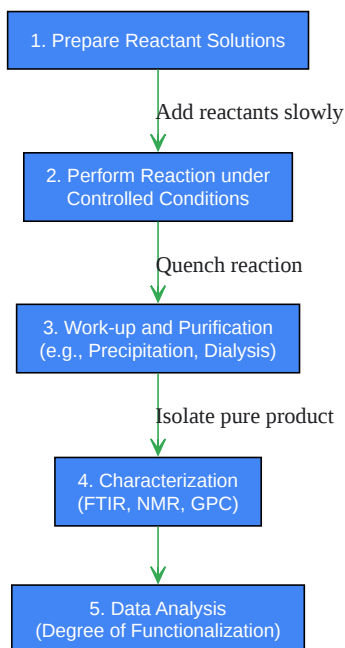 1. Prepare Reactant Solutions
Add reactants slowly
2. Perform Reaction under
Controlled Conditions
Quench reaction
3. Work-up and Purification
(e.g., Precipitation, Dialysis)
Isolate pure product
4. Characterization
(FTIR, NMR, GPC)
5. Data Analysis
(Degree of Functionalization)